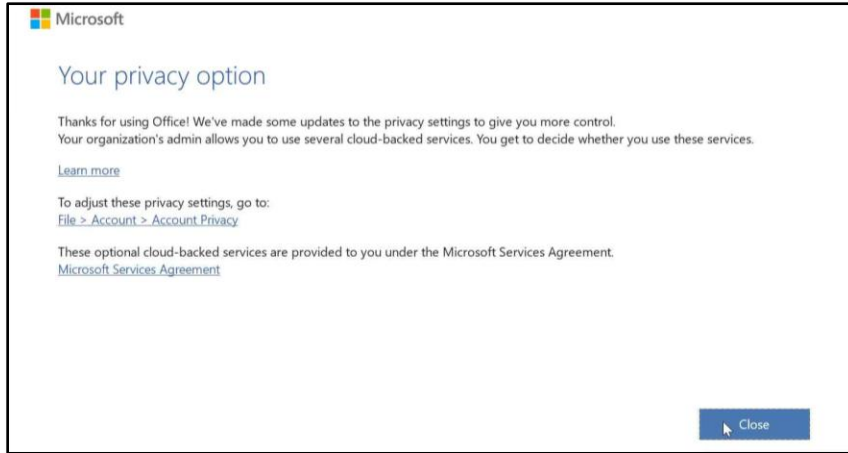 Microsoft
Your privacy option
Thanks for using Office! We've made some updates to the privacy settings to give you more control.
Your organization's admin allows you to use several cloud-backed services. You get to decide whether you use these services.
Learn more
To adjust these privacy settings, go to:
File > Account > Account Privacy
These optional cloud-backed services are provided to you under the Microsoft Services Agreement.
Microsoft Services Agreement
Close